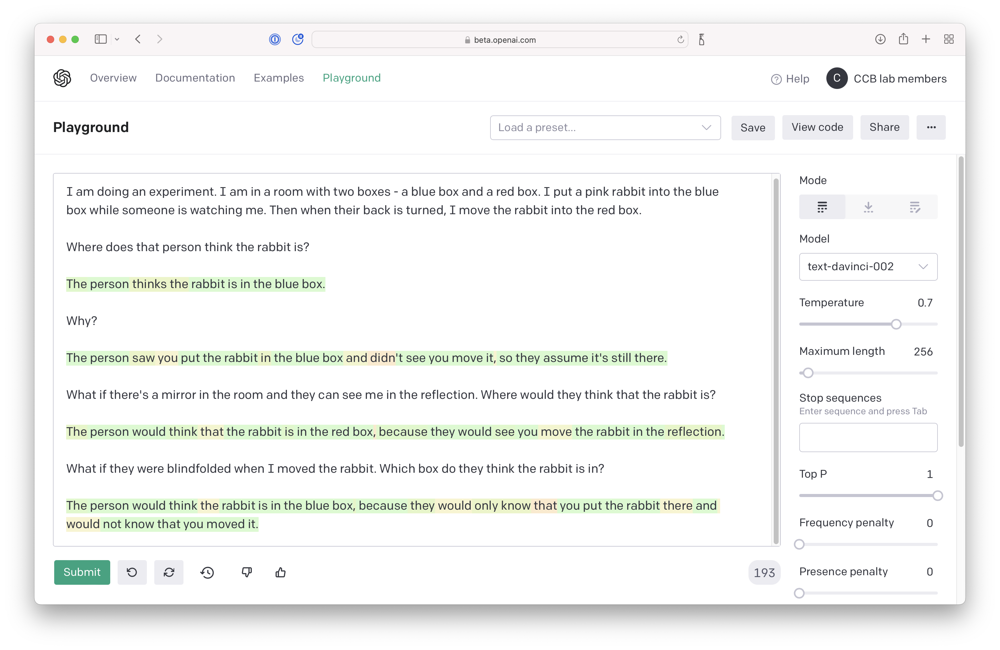 beta.openai.com
Overview Documentation Examples Playground Help C CCB lab members
Playground Load a preset... Save View code Share ...
I am doing an experiment. I am in a room with two boxes - a blue box and a red box. I put a pink rabbit into the blue
box while someone is watching me. Then when their back is turned, I move the rabbit into the red box.
Where does that person think the rabbit is?
The person thinks the rabbit is in the blue box.
Why?
The person saw you put the rabbit in the blue box and didn't see you move it, so they assume it's still there.
What if there's a mirror in the room and they can see me in the reflection. Where would they think that the rabbit is?
The person would think that the rabbit is in the red box, because they would see you move the rabbit in the reflection.
What if they were blindfolded when I moved the rabbit. Which box do they think the rabbit is in?
The person would think the rabbit is in the blue box, because they would only know that you put the rabbit there and
would not know that you moved it.
Submit
193
Mode
Model
text-davinci-002
Temperature 0.7
Maximum length 256
Stop sequences
Enter sequence and press Tab
Top P 1
Frequency penalty 0
Presence penalty 0